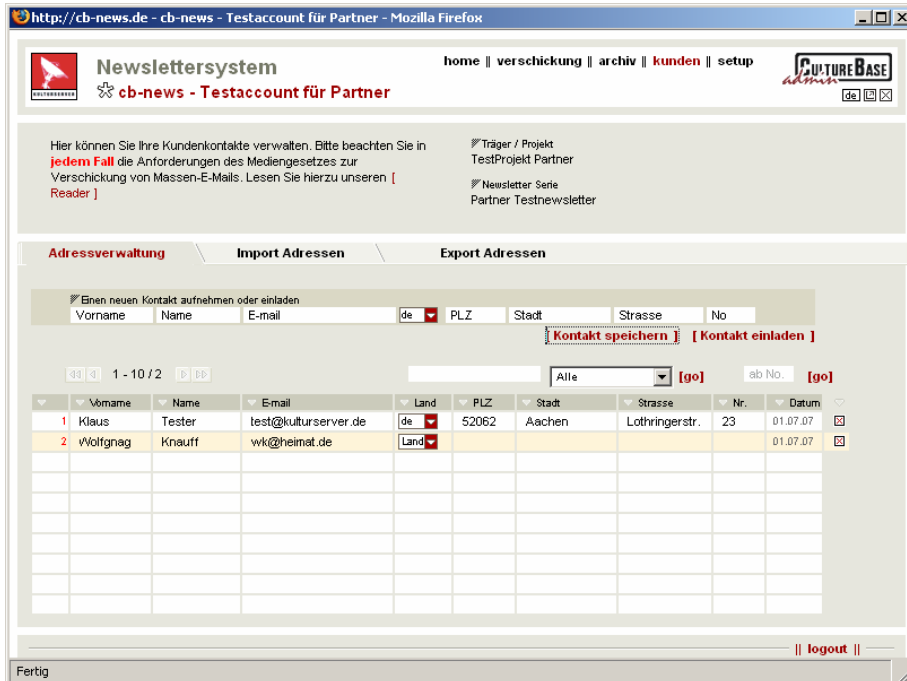 http://cb-news.de - cb-news - Testaccount für Partner - Mozilla Firefox
KULTURSERVER
Newslettersystem
cb-news - Testaccount für Partner
home || verschickung || archiv || kunden || setup
CULTUREBASE
admin
de
Hier können Sie Ihre Kundenkontakte verwalten. Bitte beachten Sie in
jedem Fall die Anforderungen des Mediengesetzes zur
Verschickung von Massen-E-Mails. Lesen Sie hierzu unseren [
Reader ]
Träger / Projekt
TestProjekt Partner
Newsletter Serie
Partner Testnewsletter
Adressverwaltung Import Adressen Export Adressen
Einen neuen Kontakt aufnehmen oder einladen
Vorname Name E-mail de PLZ Stadt Strasse No
[ Kontakt speichern ] [ Kontakt einladen ]
1 - 10 / 2 Alle [go] ab No. [go]
Vorname Name E-mail Land PLZ Stadt Strasse Nr. Datum
1 Klaus Tester test@kulturserver.de de 52062 Aachen Lothringerstr. 23 01.07.07
2 Wolfgnag Knauff wk@heimat.de Land 01.07.07
|| logout ||
Fertig